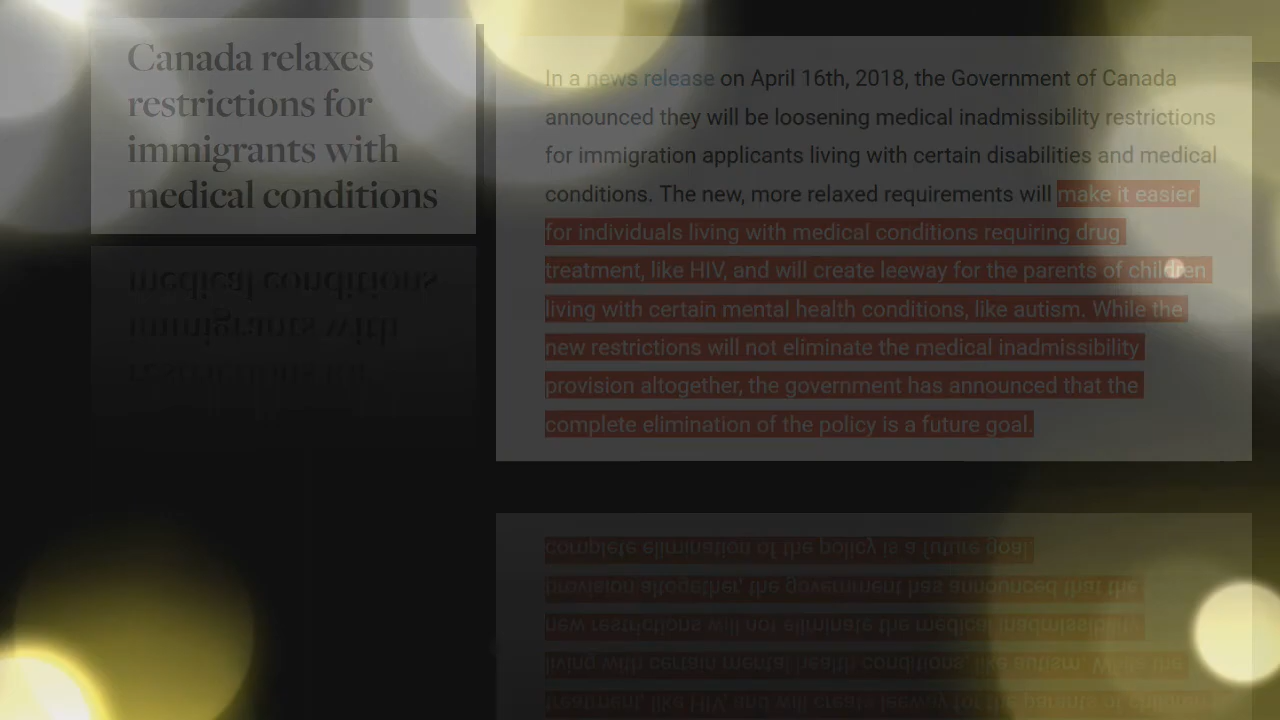 Canada relaxes
restrictions for
immigrants with
medical conditions
In a news release on April 16th, 2018, the Government of Canada
announced they will be loosening medical inadmissibility restrictions
for immigration applicants living with certain disabilities and medical
conditions. The new, more relaxed requirements will make it easier
for individuals living with medical conditions requiring drug
treatment, like HIV, and will create leeway for the parents of children
living with certain mental health conditions, like autism. While the
new restrictions will not eliminate the medical inadmissibility
provision altogether, the government has announced that the
complete elimination of the policy is a future goal.